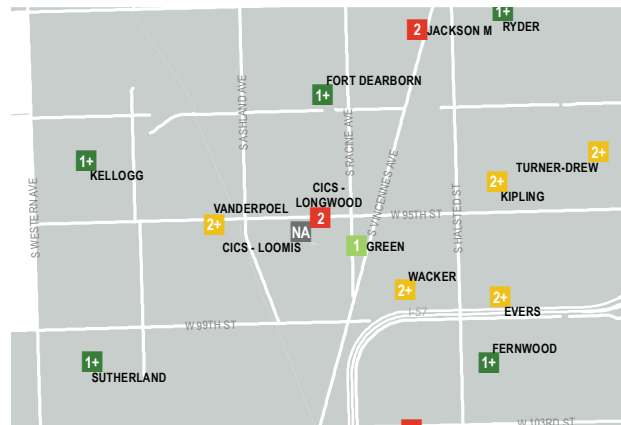 1+
RYDER
2
JACKSON M
FORT DEARBORN
1+
S ASHLAND AVE
S RACINE AVE
2+
TURNER-DREW
1+
KELLOGG
2+
KIPLING
CICS -
LONGWOOD
VANDERPOEL
2
2+
W 95TH ST
S WESTERN AVE
S VINCENNES AVE
S HALSTED ST
NA
CICS - LOOMIS
1
GREEN
WACKER
2+
2+
EVERS
I-57
W 99TH ST
FERNWOOD
1+
1+
SUTHERLAND
W 103RD ST